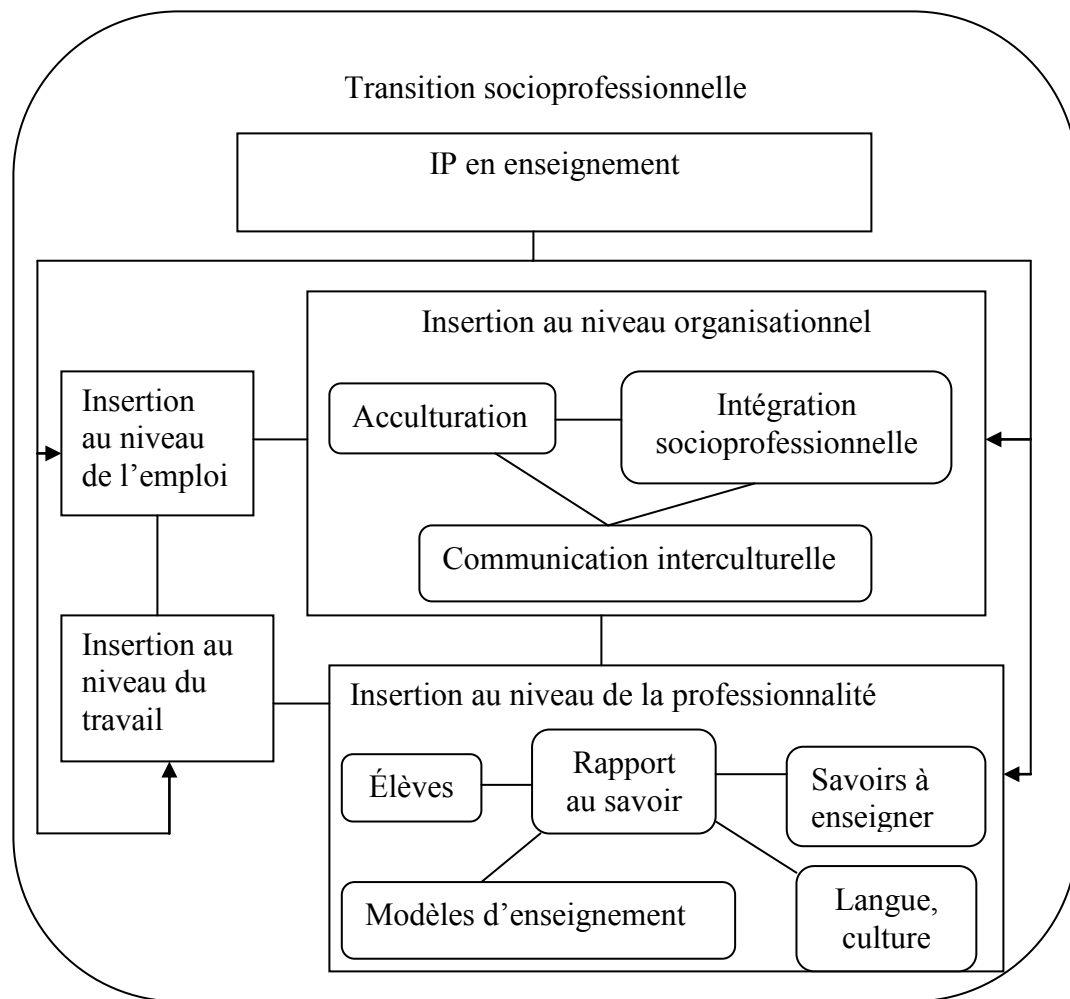 Transition socioprofessionnelle
IP en enseignement
Insertion au niveau organisationnel
Acculturation
Intégration
socioprofessionnelle
Communication interculturelle
Insertion
au niveau
de l’emploi
Insertion au
niveau du
travail
Insertion au niveau de la professionnalité
Élèves
Rapport
au savoir
Savoirs à
enseigner
Modèles d’enseignement
Langue,
culture